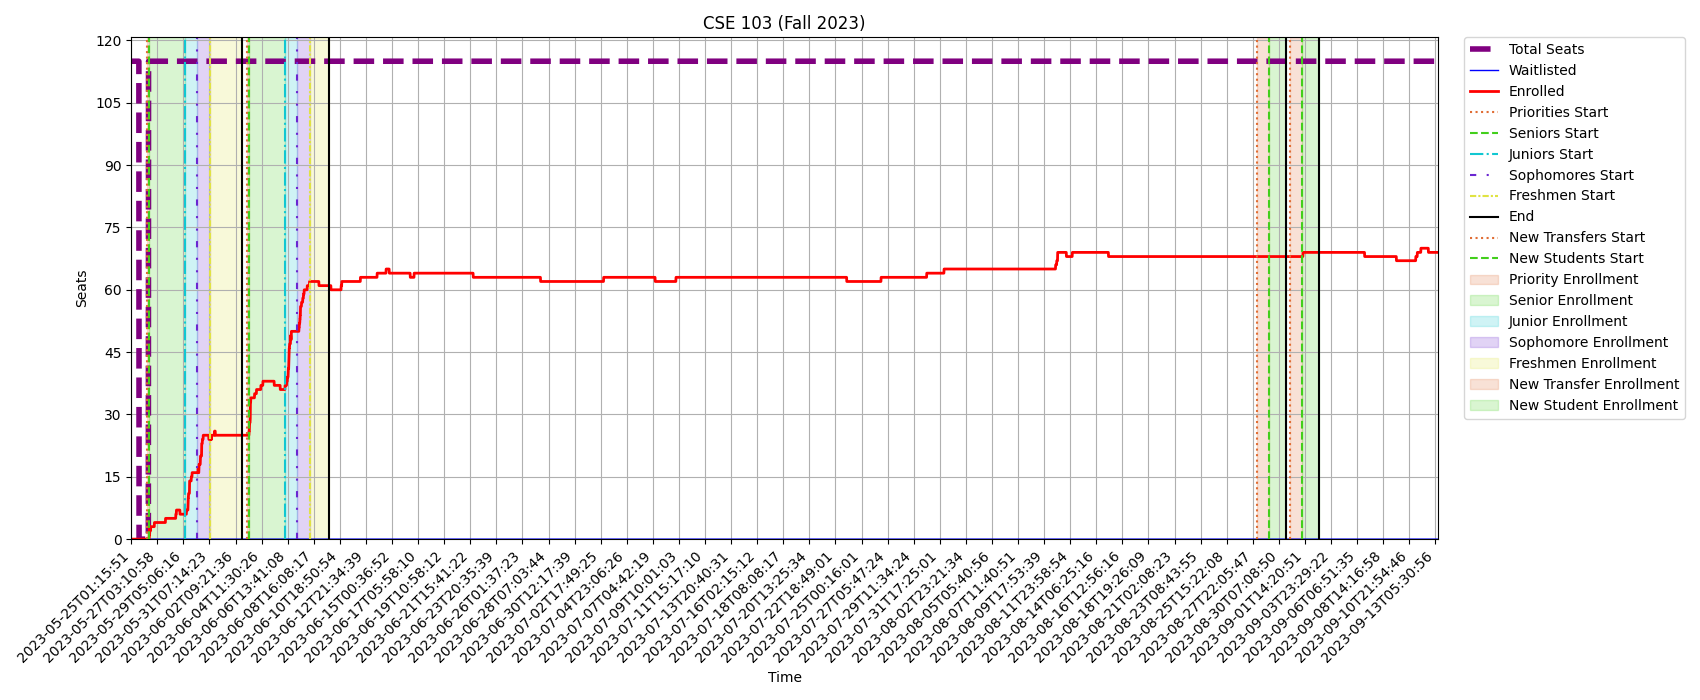 CSE 103 (Fall 2023)
120
105
90
75
60
45
30
15
0
Seats
2023-05-25T01:15:51
2023-05-27T03:10:58
2023-05-29T05:06:16
2023-05-31T07:14:23
2023-06-02T09:21:36
2023-06-04T11:30:26
2023-06-06T13:41:08
2023-06-08T16:08:17
2023-06-10T18:50:54
2023-06-12T21:34:39
2023-06-15T00:36:52
2023-06-17T05:58:10
2023-06-19T10:58:12
2023-06-21T15:41:22
2023-06-23T20:35:39
2023-06-26T01:37:23
2023-06-28T07:03:44
2023-06-30T12:17:39
2023-07-02T17:49:25
2023-07-04T23:06:26
2023-07-07T04:42:19
2023-07-09T10:01:03
2023-07-11T15:17:10
2023-07-13T20:40:31
2023-07-16T02:15:12
2023-07-18T08:08:17
2023-07-20T13:25:34
2023-07-22T18:49:01
2023-07-25T00:16:01
2023-07-27T05:47:24
2023-07-29T11:34:24
2023-07-31T17:25:01
2023-08-02T23:21:34
2023-08-05T05:40:56
2023-08-07T11:40:51
2023-08-09T17:53:39
2023-08-11T23:58:54
2023-08-14T06:25:16
2023-08-16T12:56:16
2023-08-18T19:26:09
2023-08-21T02:08:23
2023-08-23T08:43:55
2023-08-25T15:22:08
2023-08-27T22:05:47
2023-08-30T07:08:50
2023-09-01T14:20:51
2023-09-03T23:29:22
2023-09-06T06:51:35
2023-09-08T14:16:58
2023-09-10T21:54:46
2023-09-13T05:30:56
Time
Total Seats
Waitlisted
Enrolled
Priorities Start
Seniors Start
Juniors Start
Sophomores Start
Freshmen Start
End
New Transfers Start
New Students Start
Priority Enrollment
Senior Enrollment
Junior Enrollment
Sophomore Enrollment
Freshmen Enrollment
New Transfer Enrollment
New Student Enrollment